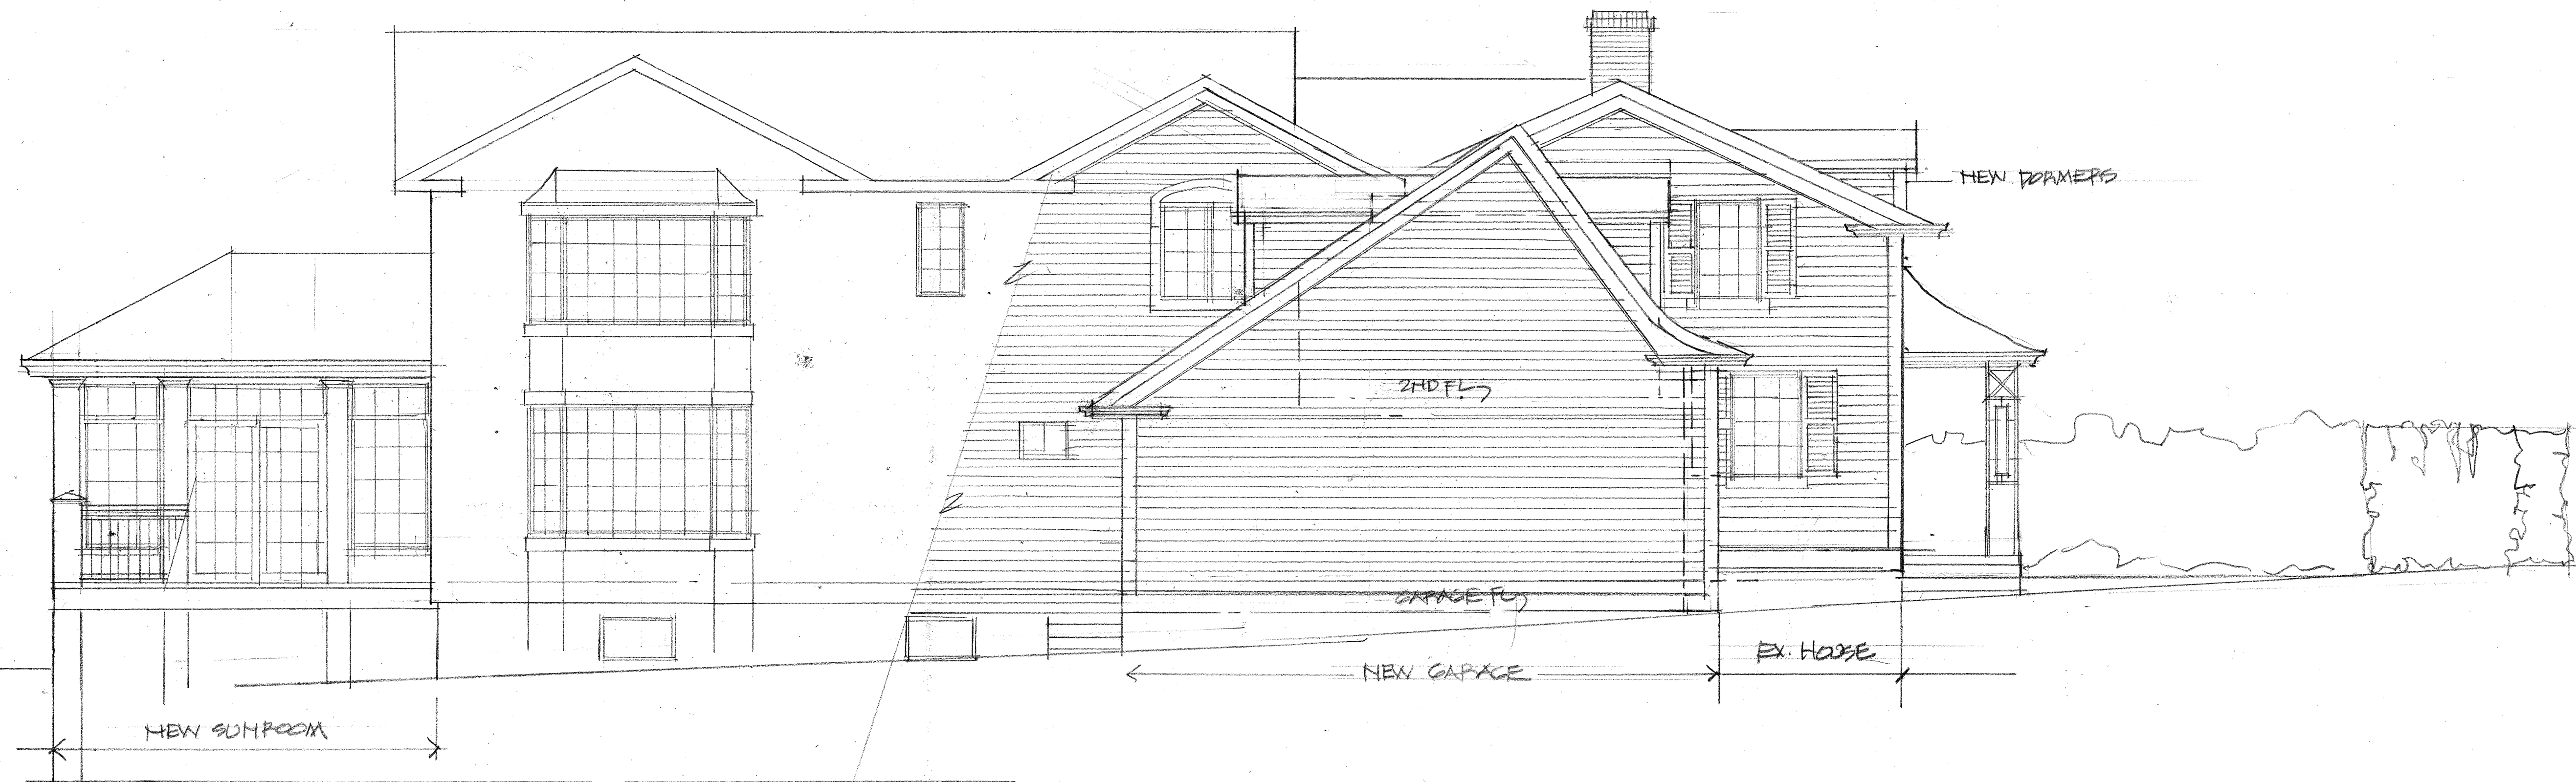 NEW DORMERS
2ND FL
GARAGE FL
EX. HOUSE
NEW GARAGE
NEW SUNROOM